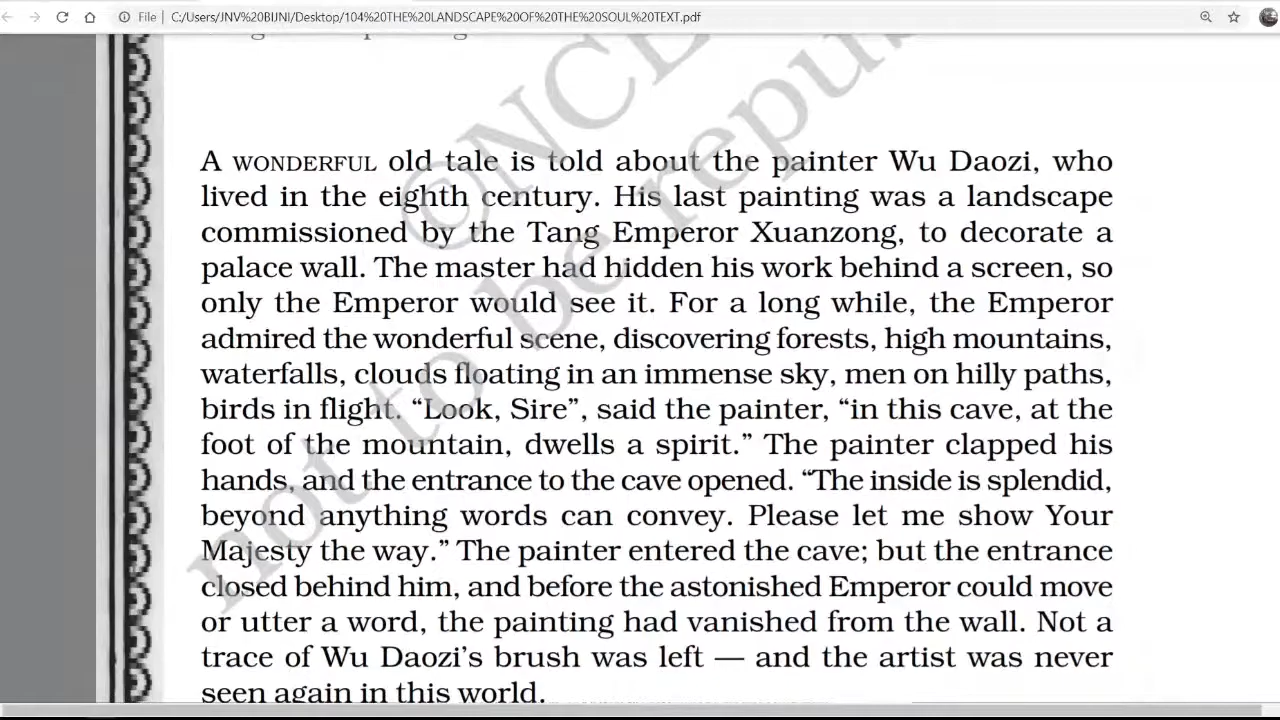 File | C:/Users/JNV%20BIJNI/Desktop/104%20THE%20LANDSCAPE%20OF%20THE%20SOUL%20TEXT.pdf
©NCE
not to be repub
A WONDERFUL old tale is told about the painter Wu Daozi, who
lived in the eighth century. His last painting was a landscape
commissioned by the Tang Emperor Xuanzong, to decorate a
palace wall. The master had hidden his work behind a screen, so
only the Emperor would see it. For a long while, the Emperor
admired the wonderful scene, discovering forests, high mountains,
waterfalls, clouds floating in an immense sky, men on hilly paths,
birds in flight. “Look, Sire”, said the painter, “in this cave, at the
foot of the mountain, dwells a spirit.” The painter clapped his
hands, and the entrance to the cave opened. “The inside is splendid,
beyond anything words can convey. Please let me show Your
Majesty the way.” The painter entered the cave; but the entrance
closed behind him, and before the astonished Emperor could move
or utter a word, the painting had vanished from the wall. Not a
trace of Wu Daozi’s brush was left — and the artist was never
seen again in this world.